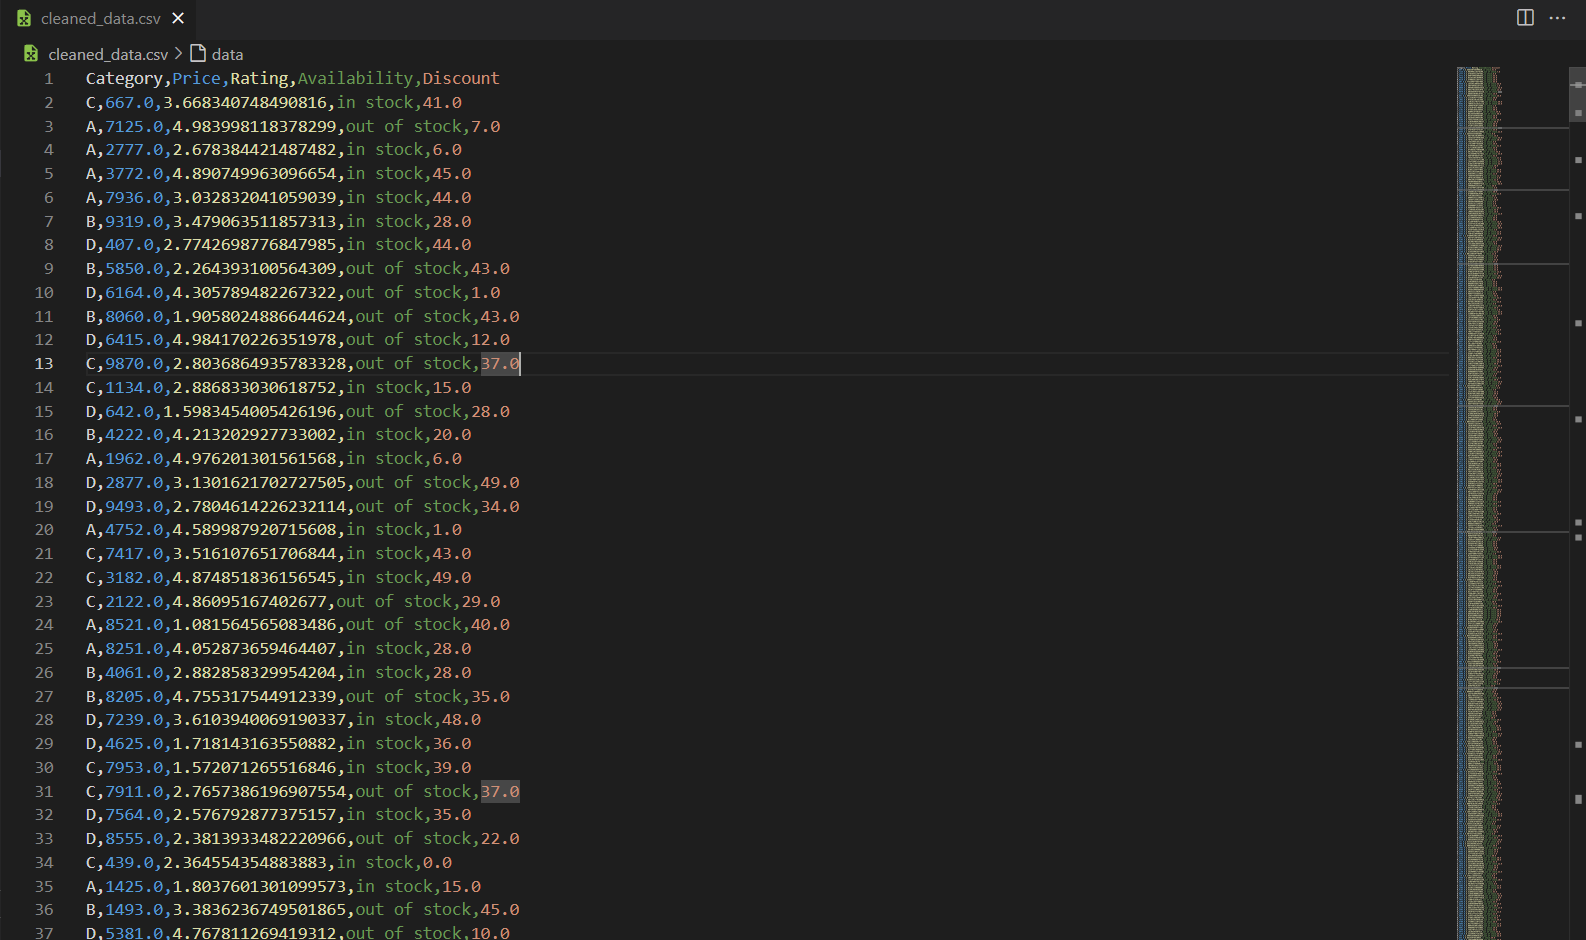 cleaned_data.csv
cleaned_data.csv > data
1 Category,Price,Rating,Availability,Discount
2 C,667.0,3.668340748490816,in stock,41.0
3 A,7125.0,4.983998118378299,out of stock,7.0
4 A,2777.0,2.678384421487482,in stock,6.0
5 A,3772.0,4.890749963096654,in stock,45.0
6 A,7936.0,3.032832041059039,in stock,44.0
7 B,9319.0,3.479063511857313,in stock,28.0
8 D,407.0,2.7742698776847985,in stock,44.0
9 B,5850.0,2.264393100564309,out of stock,43.0
10 D,6164.0,4.305789482267322,out of stock,1.0
11 B,8060.0,1.9058024886644624,out of stock,43.0
12 D,6415.0,4.984170226351978,out of stock,12.0
13 C,9870.0,2.8036864935783328,out of stock,37.0
14 C,1134.0,2.886833030618752,in stock,15.0
15 D,642.0,1.5983454005426196,out of stock,28.0
16 B,4222.0,4.213202927733002,in stock,20.0
17 A,1962.0,4.976201301561568,in stock,6.0
18 D,2877.0,3.1301621702727505,out of stock,49.0
19 D,9493.0,2.7804614226232114,out of stock,34.0
20 A,4752.0,4.589987920715608,in stock,1.0
21 C,7417.0,3.516107651706844,in stock,43.0
22 C,3182.0,4.874851836156545,in stock,49.0
23 C,2122.0,4.86095167402677,out of stock,29.0
24 A,8521.0,1.081564565083486,out of stock,40.0
25 A,8251.0,4.052873659464407,in stock,28.0
26 B,4061.0,2.882858329954204,in stock,28.0
27 B,8205.0,4.755317544912339,out of stock,35.0
28 D,7239.0,3.6103940069190337,in stock,48.0
29 D,4625.0,1.718143163550882,in stock,36.0
30 C,7953.0,1.572071265516846,in stock,39.0
31 C,7911.0,2.7657386196907554,out of stock,37.0
32 D,7564.0,2.576792877375157,in stock,35.0
33 D,8555.0,2.3813933482220966,out of stock,22.0
34 C,439.0,2.364554354883883,in stock,0.0
35 A,1425.0,1.8037601301099573,in stock,15.0
36 B,1493.0,3.3836236749501865,out of stock,45.0
37 D,5381.0,4.767811269419312,out of stock,10.0